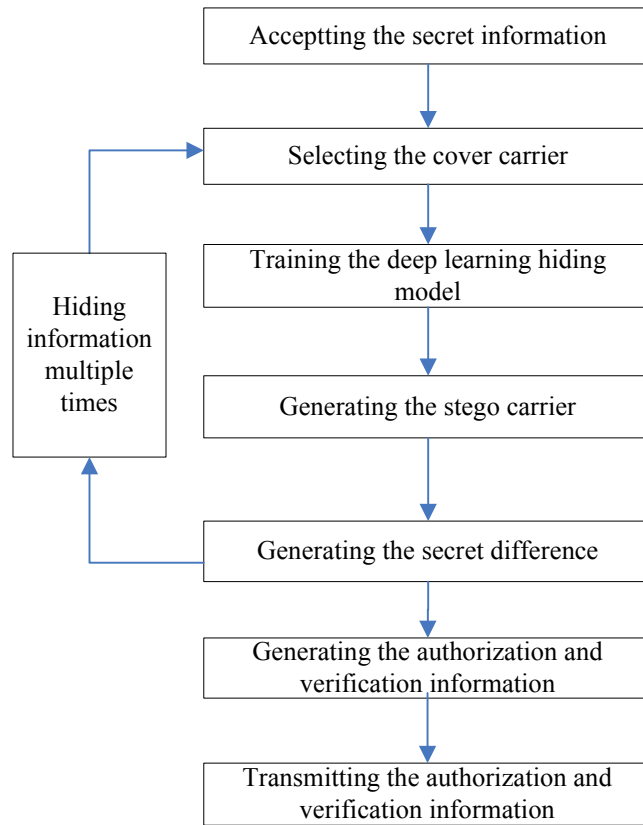 Acceptting the secret information
Selecting the cover carrier
Training the deep learning hiding
model
Hiding
information
multiple
times
Generating the stego carrier
Generating the secret difference
Generating the authorization and
verification information
Transmitting the authorization and
verification information